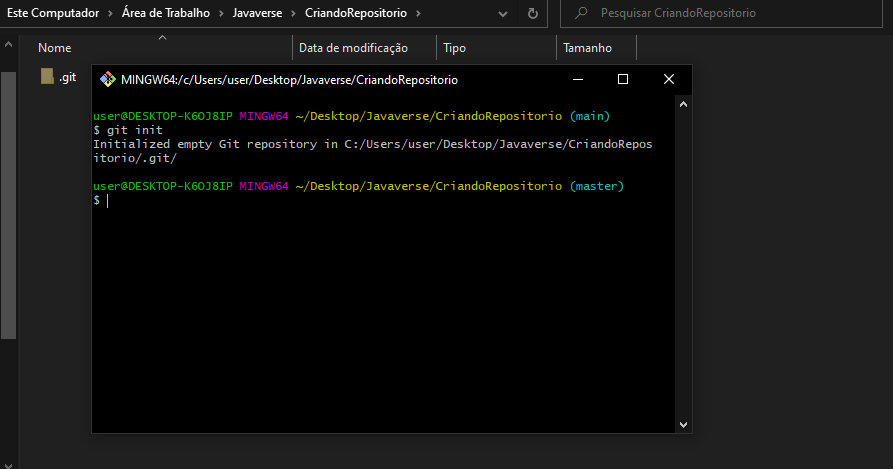 Este Computador > Área de Trabalho > Javaverse > CriandoRepositorio >
Pesquisar CriandoRepositorio
Nome
Data de modificação
Tipo
Tamanho
.git
MINGW64:/c/Users/user/Desktop/Javaverse/CriandoRepositorio
user@DESKTOP-K6OJ8IP MINGW64 ~/Desktop/Javaverse/CriandoRepositorio (main)
$ git init
Initialized empty Git repository in C:/Users/user/Desktop/Javaverse/CriandoRepos
itorio/.git/
user@DESKTOP-K6OJ8IP MINGW64 ~/Desktop/Javaverse/CriandoRepositorio (master)
$